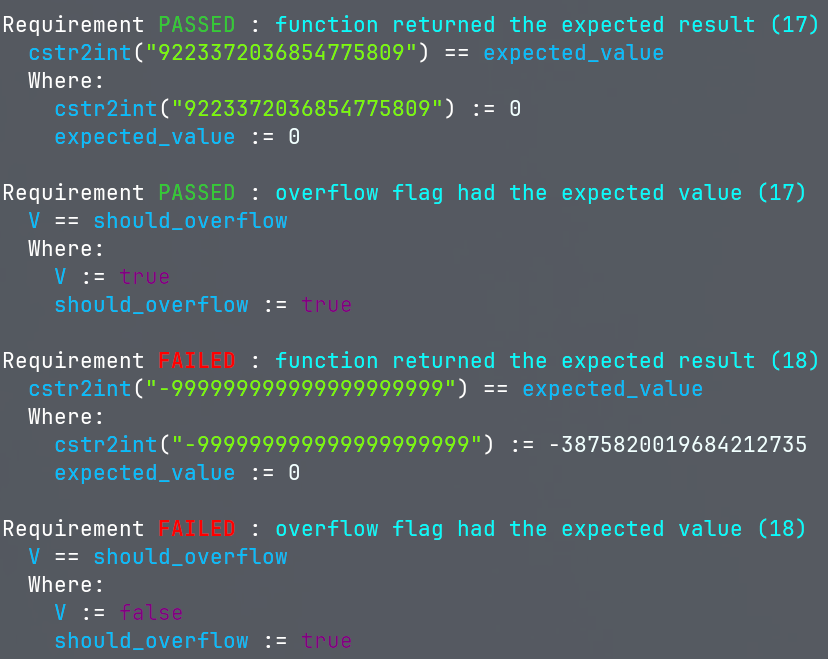 Requirement PASSED : function returned the expected result (17)
cstr2int("9223372036854775809") == expected_value
Where:
cstr2int("9223372036854775809") := 0
expected_value := 0
Requirement PASSED : overflow flag had the expected value (17)
V == should_overflow
Where:
V := true
should_overflow := true
Requirement FAILED : function returned the expected result (18)
cstr2int("-999999999999999999999") == expected_value
Where:
cstr2int("-999999999999999999999") := -3875820019684212735
expected_value := 0
Requirement FAILED : overflow flag had the expected value (18)
V == should_overflow
Where:
V := false
should_overflow := true